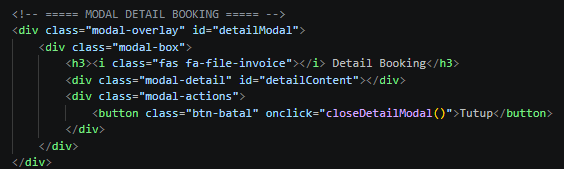 <!-- ===== MODAL DETAIL BOOKING ===== -->
<div class="modal-overlay" id="detailModal">
    <div class="modal-box">
        <h3><i class="fas fa-file-invoice"></i> Detail Booking</h3>
        <div class="modal-detail" id="detailContent"></div>
        <div class="modal-actions">
            <button class="btn-batal" onclick="closeDetailModal()">Tutup</button>
        </div>
    </div>
</div>